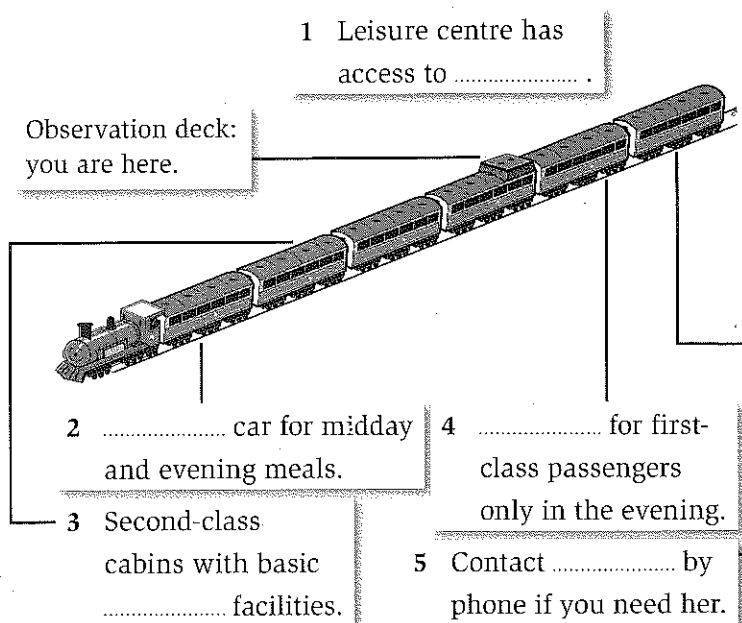 1 Leisure centre has
access to ..................... .
Observation deck:
you are here.
2 ..................... car for midday
and evening meals.
3 Second-class
cabins with basic
..................... facilities.
4 ..................... for first-
class passengers
only in the evening.
5 Contact ..................... by
phone if you need her.